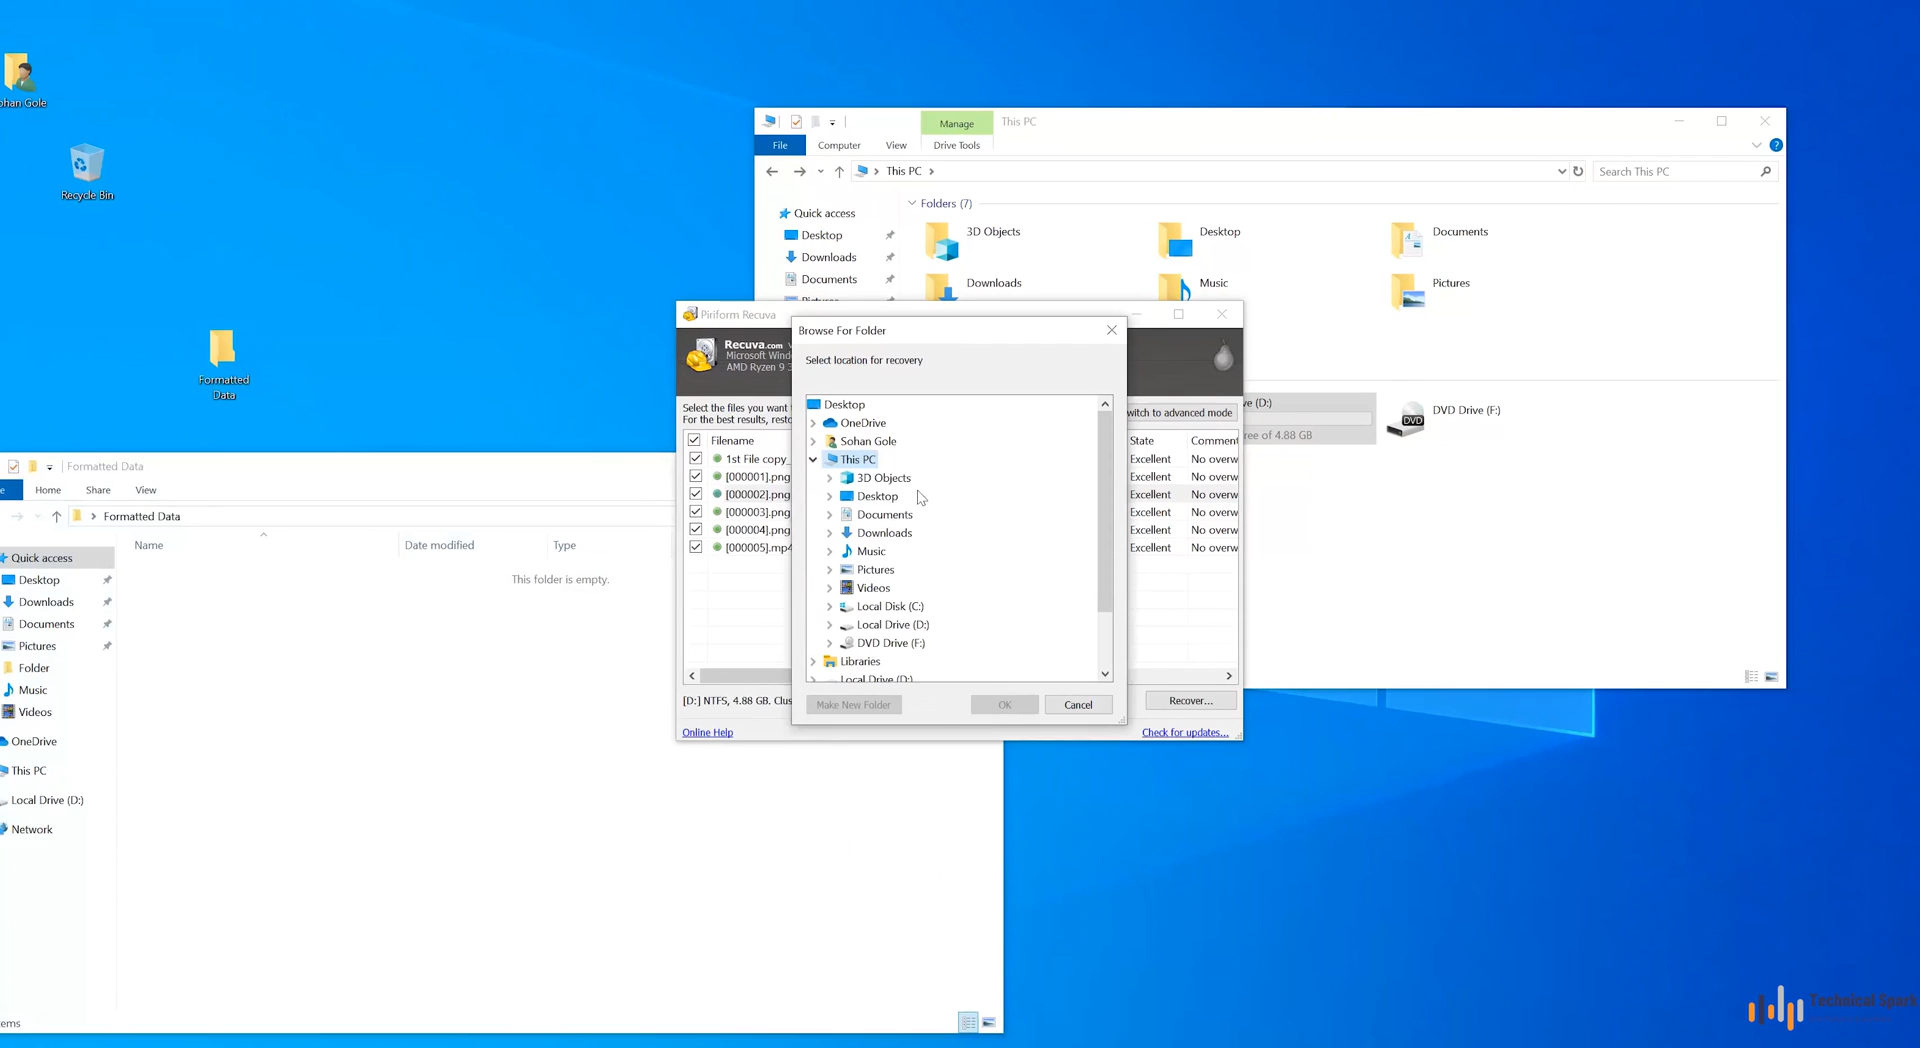 ohan Gole
Recycle Bin
Formatted
Data
Manage
This PC
File
Computer
View
Drive Tools
This PC
Search This PC
Quick access
Desktop
Downloads
Documents
Folders (7)
3D Objects
Desktop
Documents
Downloads
Music
Pictures
ve (D:)
ree of 4.88 GB
DVD
DVD Drive (F:)
Piriform Recuva
Recuva.com v
Microsoft Wind
AMD Ryzen 9 3
Select the files you want
For the best results, resto
witch to advanced mode
Filename
State
Comment
1st File copy_
Excellent
No overw
[000001].png
Excellent
No overw
[000002].png
Excellent
No overw
[000003].png
Excellent
No overw
[000004].png
Excellent
No overw
[000005].mp4
Excellent
No overw
[D:] NTFS, 4.88 GB. Clus
Recover...
Online Help
Check for updates...
Browse For Folder
Select location for recovery
Desktop
OneDrive
Sohan Gole
This PC
3D Objects
Desktop
Documents
Downloads
Music
Pictures
Videos
Local Disk (C:)
Local Drive (D:)
DVD Drive (F:)
Libraries
Local Drive (D:)
Make New Folder
OK
Cancel
Formatted Data
e
Home
Share
View
Formatted Data
Name
Date modified
Type
This folder is empty.
Quick access
Desktop
Downloads
Documents
Pictures
Folder
Music
Videos
OneDrive
This PC
Local Drive (D:)
Network
ems
Technical Spark